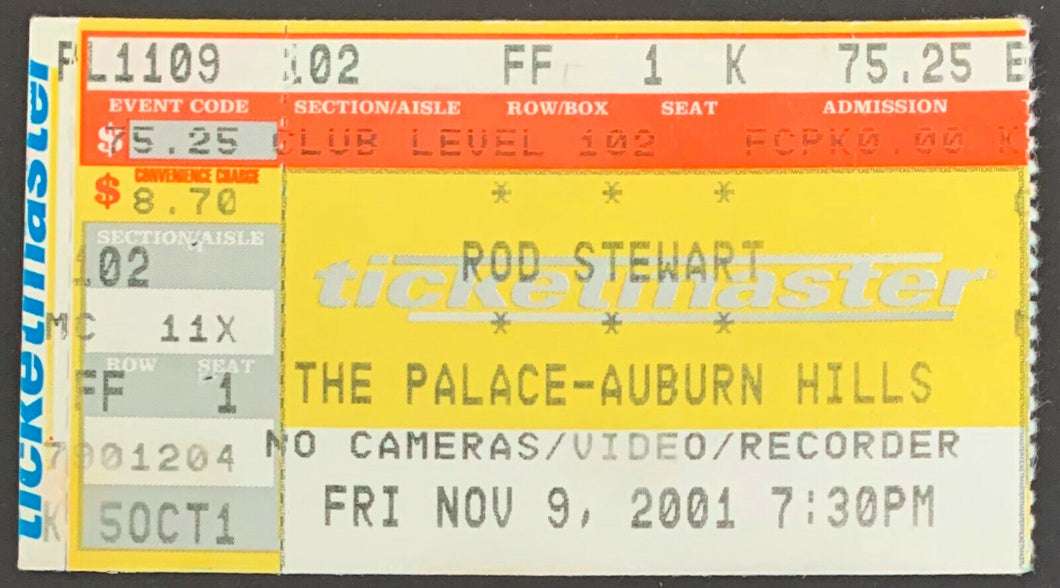 PL1109 102 FF 1 K 75.25 E
EVENT CODE SECTION/AISLE ROW/BOX SEAT ADMISSION
$ 75.25 CLUB LEVEL 102 FCPK0.00 K
CONVENIENCE CHARGE
$ 8.70
* * *
SECTION/AISLE
102
ROD STEWART
ticketmaster
* * *
MC 11X
ROW SEAT
FF 1
THE PALACE-AUBURN HILLS
7901204
NO CAMERAS/VIDEO/RECORDER
K 5OCT1
FRI NOV 9, 2001 7:30PM
ticketmaster